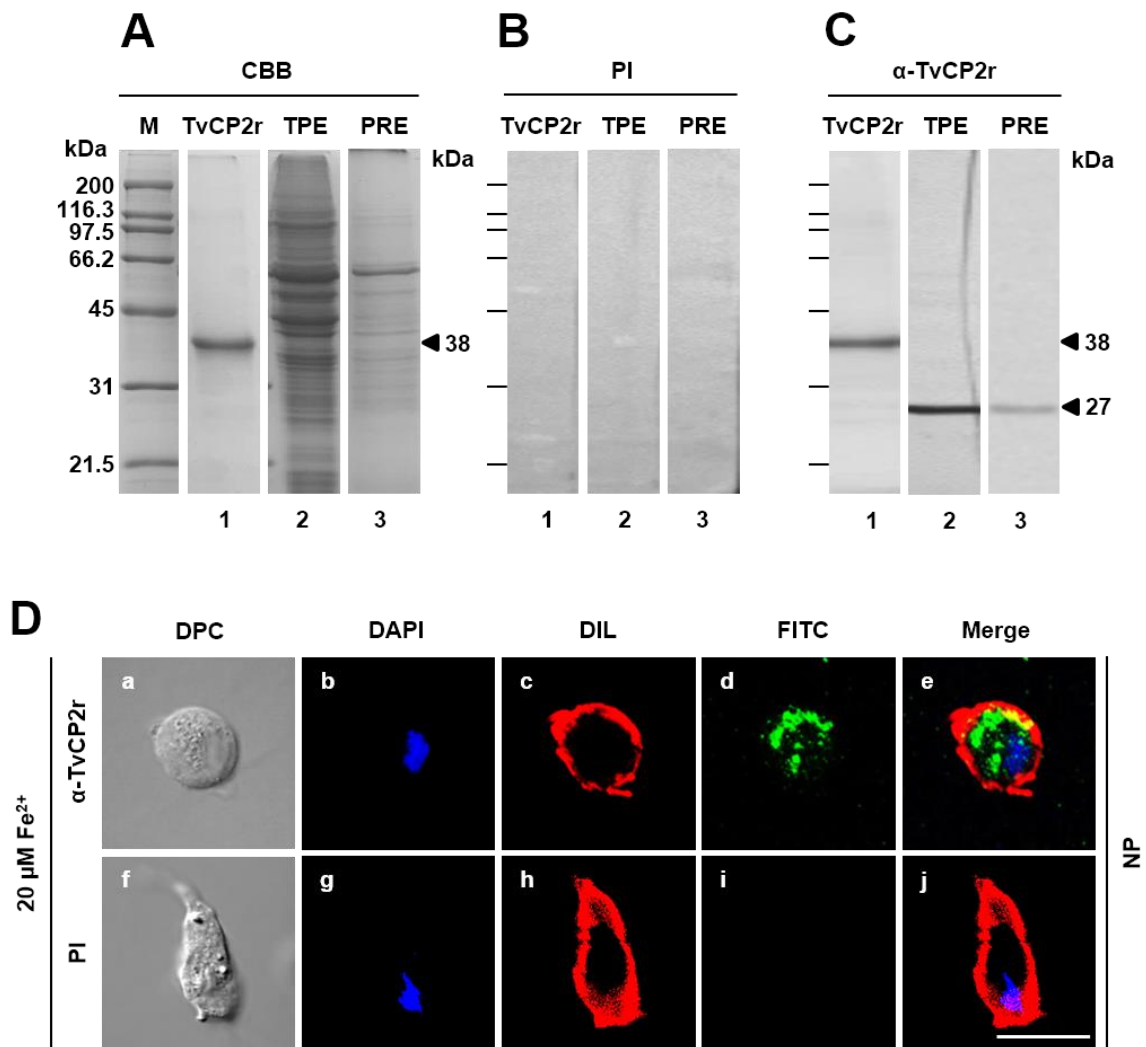 A B C
CBB PI α-TvCP2r
M TvCP2r TPE PRE TvCP2r TPE PRE TvCP2r TPE PRE
kDa kDa kDa
200
116.3
97.5
66.2
45
38 38
31
27
21.5
1 2 3 1 2 3 1 2 3
D
DPC DAPI DIL FITC Merge
20 µM Fe²⁺
α-TvCP2r
a b c d e
NP
PI
f g h i j